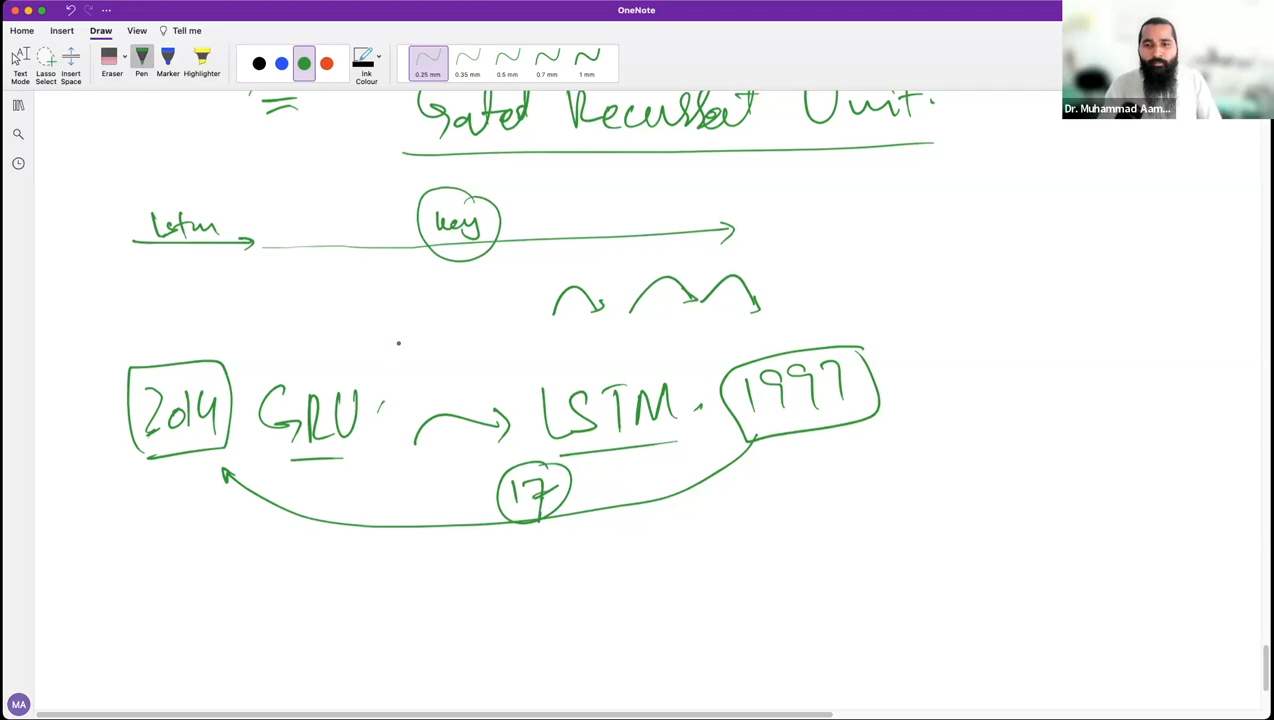 OneNote
Home Insert Draw View Tell me
Text Mode Lasso Select Insert Space Eraser Pen Marker Highlighter Ink Colour 0.25 mm 0.35 mm 0.5 mm 0.7 mm 1 mm
Dr. Muhammad Aam...
Gated Recurrent Unit.
lstm key
2014 GRU LSTM. 1997
17
MA